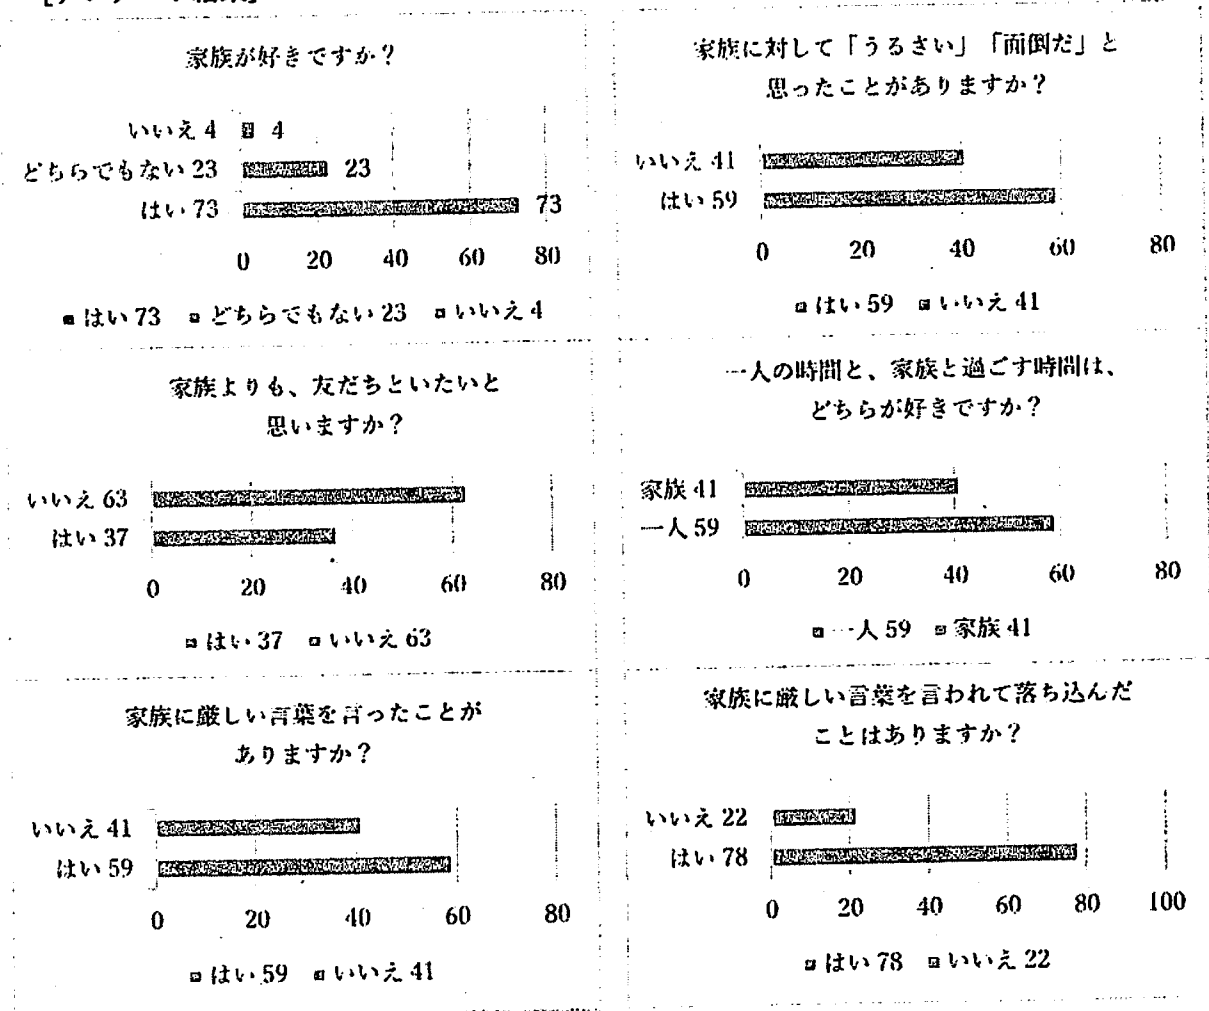 家族が好きですか？
いいえ 4 4
どちらでもない 23 23
はい 73 73
0 20 40 60 80
はい 73 どちらでもない 23 いいえ 4
家族に対して「うるさい」「面倒だ」と
思ったことがありますか？
いいえ 41
はい 59
0 20 40 60 80
はい 59 いいえ 41
家族よりも、友だちといたいと
思いますか？
いいえ 63
はい 37
0 20 40 60 80
はい 37 いいえ 63
一人の時間と、家族と過ごす時間は、
どちらが好きですか？
家族 41
一人 59
0 20 40 60 80
一人 59 家族 41
家族に厳しい言葉を言ったことが
ありますか？
いいえ 41
はい 59
0 20 40 60 80
はい 59 いいえ 41
家族に厳しい言葉を言われて落ち込んだ
ことはありますか？
いいえ 22
はい 78
0 20 40 60 80 100
はい 78 いいえ 22